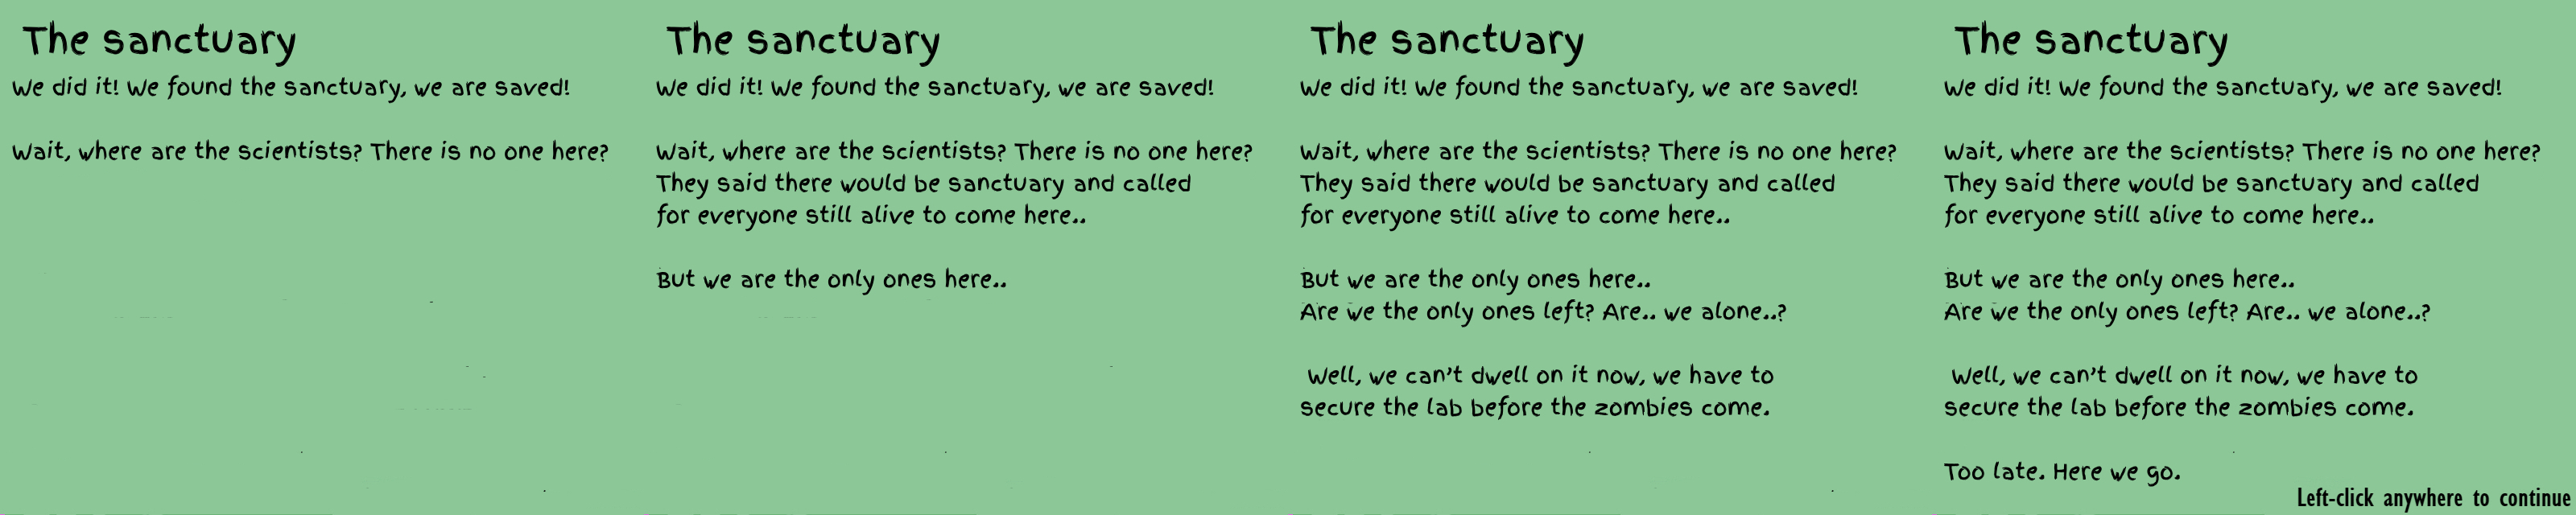 The sanctuary
We did it! We found the sanctuary, we are saved!
Wait, where are the scientists? There is no one here?
The sanctuary
We did it! We found the sanctuary, we are saved!
Wait, where are the scientists? There is no one here?
They said there would be sanctuary and called
for everyone still alive to come here..
But we are the only ones here..
The sanctuary
We did it! We found the sanctuary, we are saved!
Wait, where are the scientists? There is no one here?
They said there would be sanctuary and called
for everyone still alive to come here..
But we are the only ones here..
Are we the only ones left? Are.. we alone..?
Well, we can't dwell on it now, we have to
secure the lab before the zombies come.
The sanctuary
We did it! We found the sanctuary, we are saved!
Wait, where are the scientists? There is no one here?
They said there would be sanctuary and called
for everyone still alive to come here..
But we are the only ones here..
Are we the only ones left? Are.. we alone..?
Well, we can't dwell on it now, we have to
secure the lab before the zombies come.
Too late. Here we go.
Left-click anywhere to continue